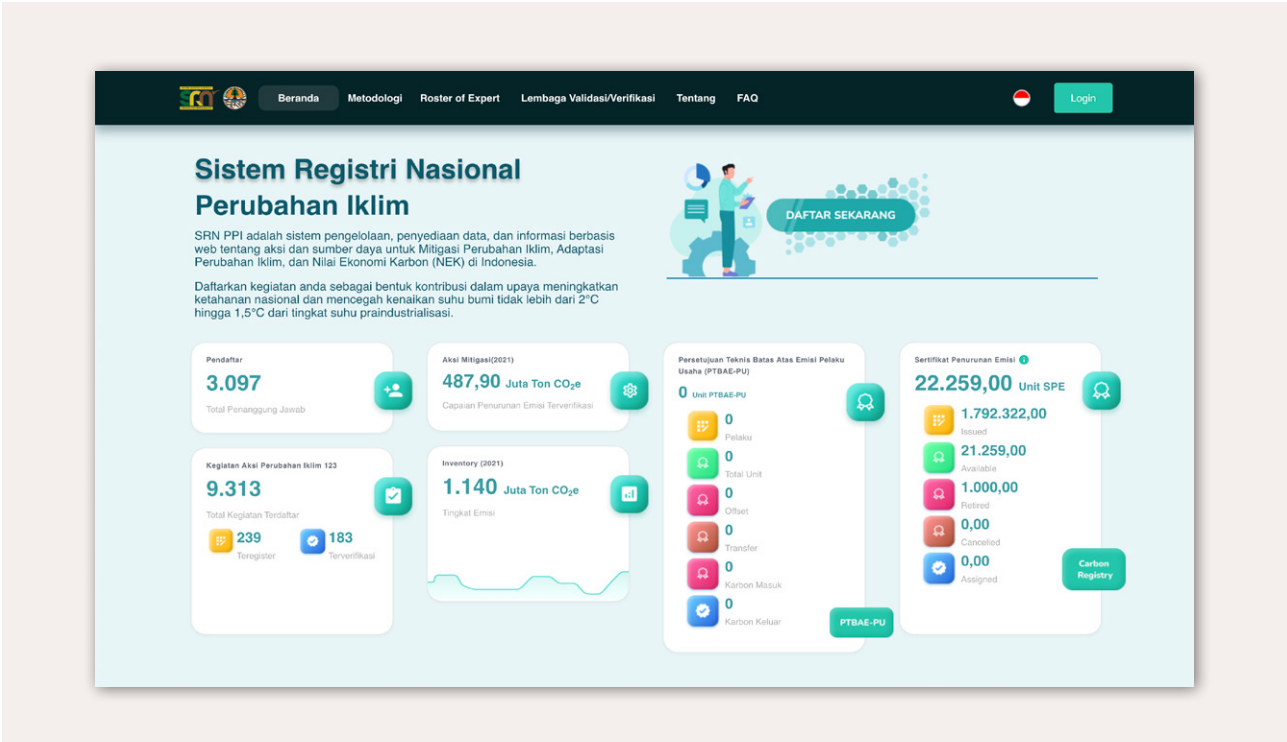 SRN
Beranda
Metodologi
Roster of Expert
Lembaga Validasi/Verifikasi
Tentang
FAQ
Login
Sistem Registri Nasional
Perubahan Iklim
SRN PPI adalah sistem pengelolaan, penyediaan data, dan informasi berbasis
web tentang aksi dan sumber daya untuk Mitigasi Perubahan Iklim, Adaptasi
Perubahan Iklim, dan Nilai Ekonomi Karbon (NEK) di Indonesia.
Daftarkan kegiatan anda sebagai bentuk kontribusi dalam upaya meningkatkan
ketahanan nasional dan mencegah kenaikan suhu bumi tidak lebih dari 2°C
hingga 1,5°C dari tingkat suhu praindustrialisasi.
DAFTAR SEKARANG
Pendaftar
3.097
Total Penanggung Jawab
Kegiatan Aksi Perubahan Iklim 123
9.313
Total Kegiatan Terdaftar
239
Teregister
183
Terverifikasi
Aksi Mitigasi(2021)
487,90 Juta Ton CO₂e
Capaian Penurunan Emisi Terverifikasi
Inventory (2021)
1.140 Juta Ton CO₂e
Tingkat Emisi
Persetujuan Teknis Batas Atas Emisi Pelaku
Usaha (PTBAE-PU)
0 Unit PTBAE-PU
0
Pelaku
0
Total Unit
0
Offset
0
Transfer
0
Karbon Masuk
0
Karbon Keluar
PTBAE-PU
Sertifikat Penurunan Emisi
22.259,00 Unit SPE
1.792.322,00
Issued
21.259,00
Available
1.000,00
Retired
0,00
Cancelled
0,00
Assigned
Carbon
Registry